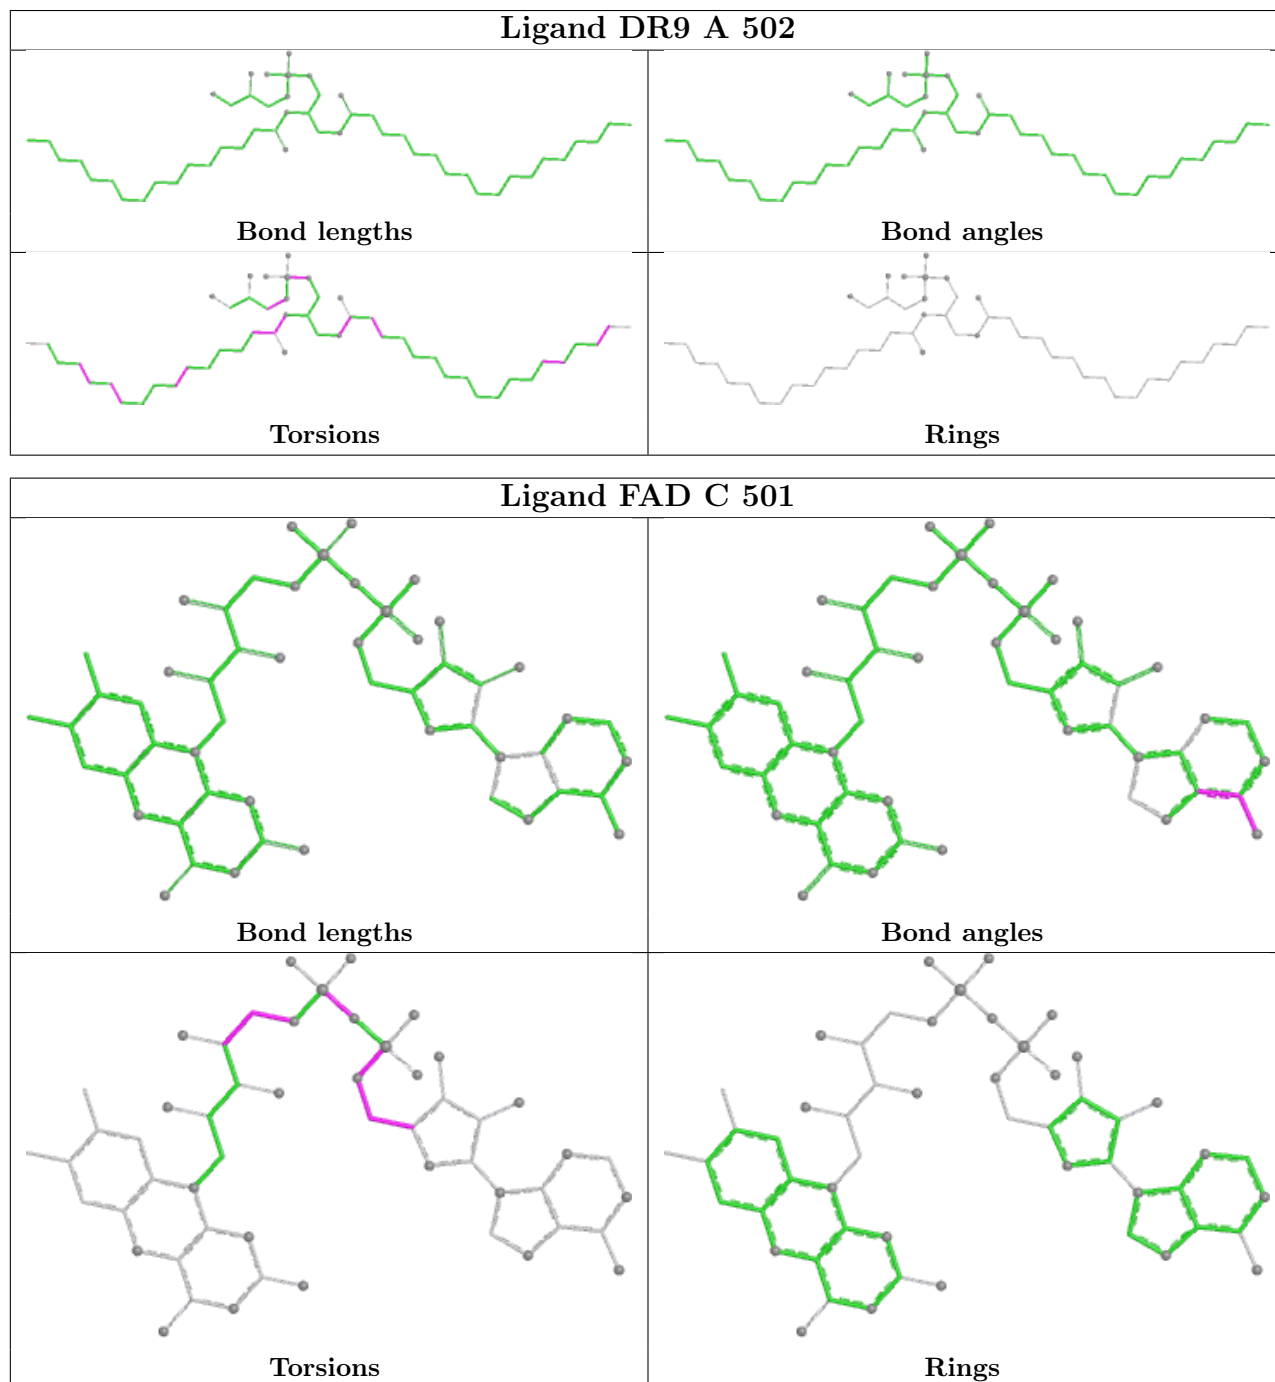 Ligand DR9 A 502
Bond lengths
Bond angles
Torsions
Rings
Ligand FAD C 501
Bond lengths
Bond angles
Torsions
Rings